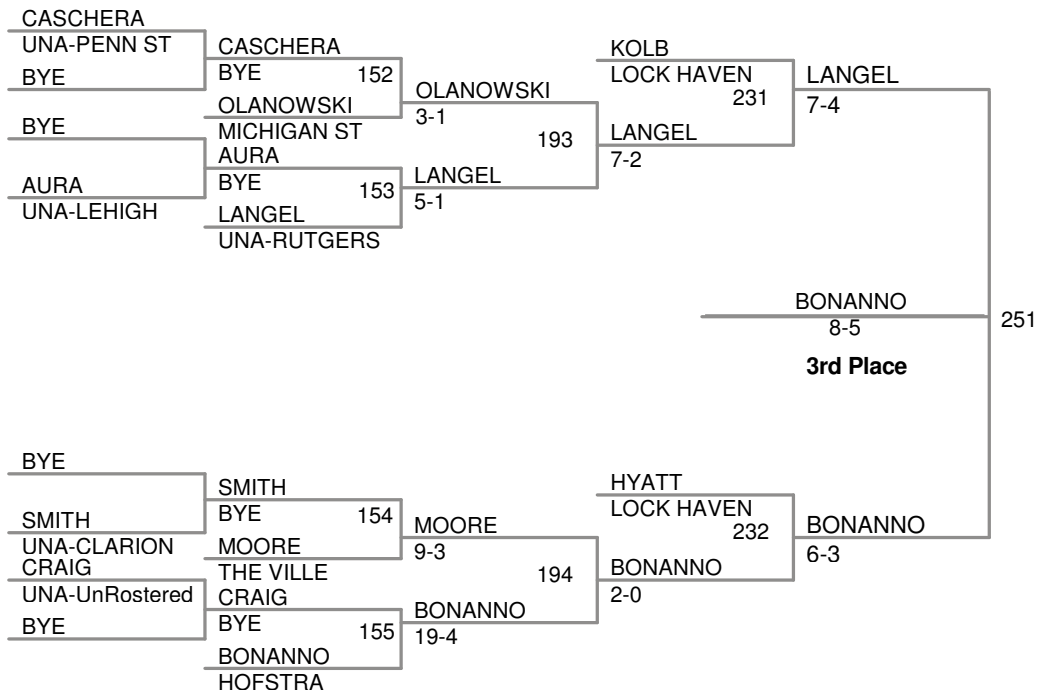 CASCHERA
UNA-PENN ST
BYE
BYE
AURA
UNA-LEHIGH
CASCHERA
BYE
152
OLANOWSKI
MICHIGAN ST
AURA
BYE
153
LANGEL
UNA-RUTGERS
OLANOWSKI
3-1
193
LANGEL
5-1
KOLB
LOCK HAVEN
231
LANGEL
7-2
LANGEL
7-4
BONANNO
8-5
251
3rd Place
BYE
SMITH
UNA-CLARION
CRAIG
UNA-UnRostered
BYE
SMITH
BYE
154
MOORE
THE VILLE
CRAIG
BYE
155
BONANNO
HOFSTRA
MOORE
9-3
194
BONANNO
19-4
HYATT
LOCK HAVEN
232
BONANNO
2-0
BONANNO
6-3